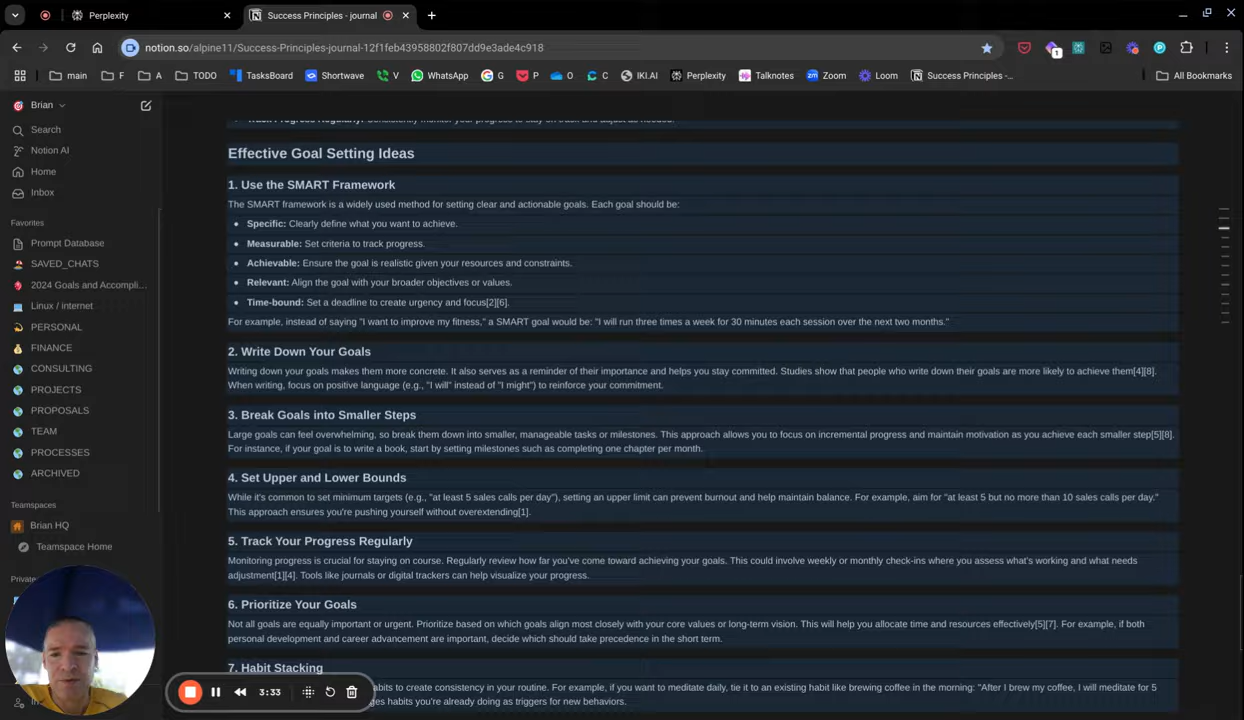 Perplexity
Success Principles - journal
notion.so/alpine11/Success-Principles-journal-12f1feb43958802f807dd9e3ade4c918
1
main
F
A
TODO
TasksBoard
Shortwave
V
WhatsApp
G
P
O
C
IKI.AI
Perplexity
Talknotes
Zoom
Loom
Success Principles -...
All Bookmarks
Brian
Search
Notion AI
Home
Inbox
Favorites
Prompt Database
SAVED_CHATS
2024 Goals and Accompli...
Linux / internet
PERSONAL
FINANCE
CONSULTING
PROJECTS
PROPOSALS
TEAM
PROCESSES
ARCHIVED
Teamspaces
Brian HQ
Teamspace Home
Private
3:33
Track Progress Regularly: Consistently monitor your progress to stay on track and adjust as needed.
Effective Goal Setting Ideas
1. Use the SMART Framework
The SMART framework is a widely used method for setting clear and actionable goals. Each goal should be:
• Specific: Clearly define what you want to achieve.
• Measurable: Set criteria to track progress.
• Achievable: Ensure the goal is realistic given your resources and constraints.
• Relevant: Align the goal with your broader objectives or values.
• Time-bound: Set a deadline to create urgency and focus[2][6].
For example, instead of saying "I want to improve my fitness," a SMART goal would be: "I will run three times a week for 30 minutes each session over the next two months."
2. Write Down Your Goals
Writing down your goals makes them more concrete. It also serves as a reminder of their importance and helps you stay committed. Studies show that people who write down their goals are more likely to achieve them[4][8].
When writing, focus on positive language (e.g., "I will" instead of "I might") to reinforce your commitment.
3. Break Goals into Smaller Steps
Large goals can feel overwhelming, so break them down into smaller, manageable tasks or milestones. This approach allows you to focus on incremental progress and maintain motivation as you achieve each smaller step[5][8].
For instance, if your goal is to write a book, start by setting milestones such as completing one chapter per month.
4. Set Upper and Lower Bounds
While it's common to set minimum targets (e.g., "at least 5 sales calls per day"), setting an upper limit can prevent burnout and help maintain balance. For example, aim for "at least 5 but no more than 10 sales calls per day."
This approach ensures you're pushing yourself without overextending[1].
5. Track Your Progress Regularly
Monitoring progress is crucial for staying on course. Regularly review how far you've come toward achieving your goals. This could involve weekly or monthly check-ins where you assess what's working and what needs
adjustment[1][4]. Tools like journals or digital trackers can help visualize your progress.
6. Prioritize Your Goals
Not all goals are equally important or urgent. Prioritize based on which goals align most closely with your core values or long-term vision. This will help you allocate time and resources effectively[5][7]. For example, if both
personal development and career advancement are important, decide which should take precedence in the short term.
7. Habit Stacking
habits to create consistency in your routine. For example, if you want to meditate daily, tie it to an existing habit like brewing coffee in the morning: "After I brew my coffee, I will meditate for 5
habits you're already doing as triggers for new behaviors.